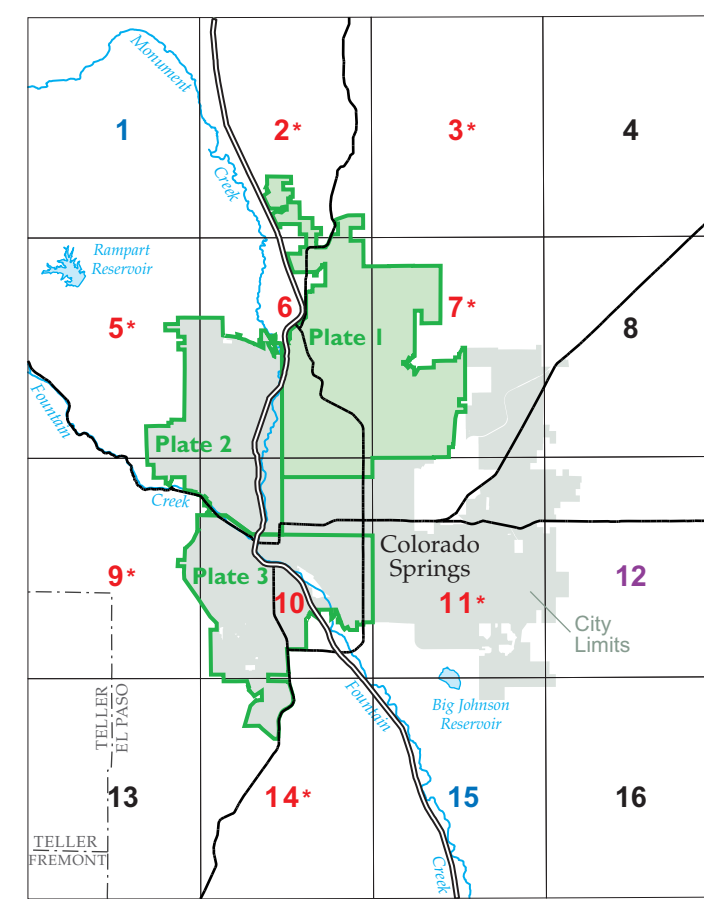 Monument
1
2*
3*
4
Creek
Rampart
Reservoir
5*
6
7*
8
Plate 1
Fountain
Plate 2
Creek
Colorado
Springs
9*
Plate 3
10
11*
12
City
Limits
TELLER
EL PASO
Fountain
Big Johnson
Reservoir
13
14*
15
16
TELLER
FREMONT
Creek